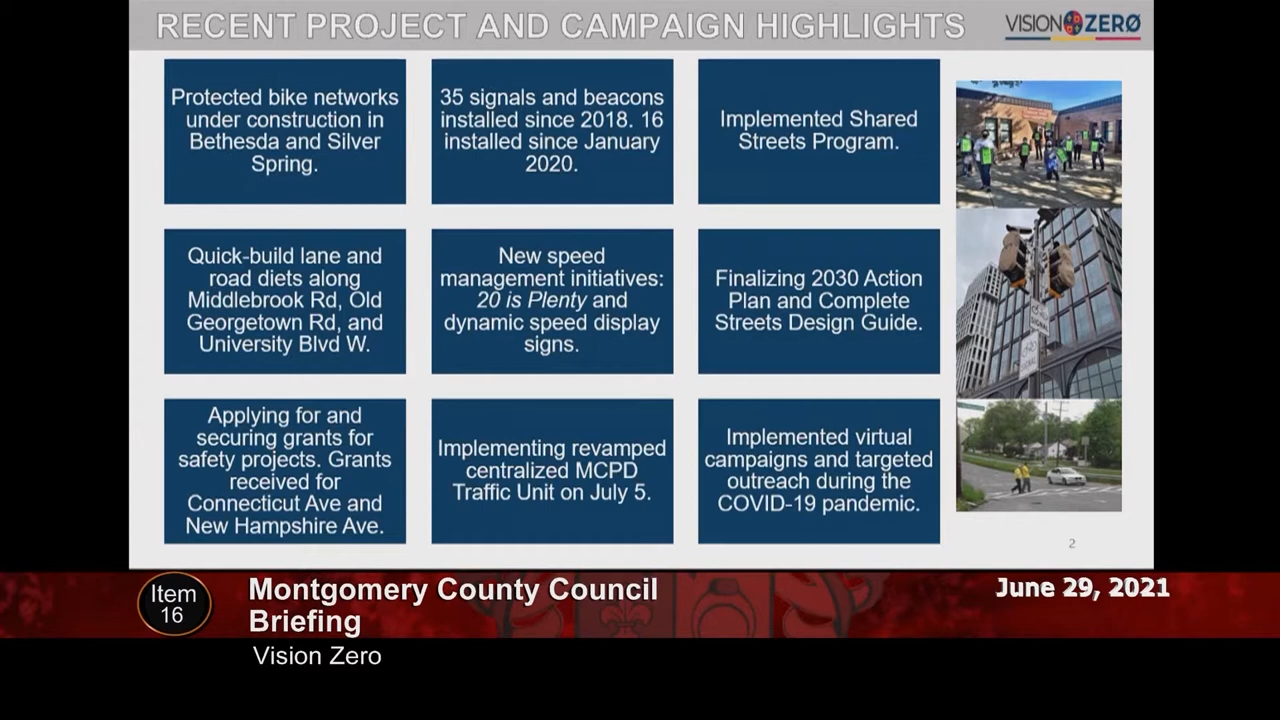 RECENT PROJECT AND CAMPAIGN HIGHLIGHTS
VISION ZERO
Protected bike networks
under construction in
Bethesda and Silver
Spring.
35 signals and beacons
installed since 2018. 16
installed since January
2020.
Implemented Shared
Streets Program.
Quick-build lane and
road diets along
Middlebrook Rd, Old
Georgetown Rd, and
University Blvd W.
New speed
management initiatives:
20 is Plenty and
dynamic speed display
signs.
Finalizing 2030 Action
Plan and Complete
Streets Design Guide.
Applying for and
securing grants for
safety projects. Grants
received for
Connecticut Ave and
New Hampshire Ave.
Implementing revamped
centralized MCPD
Traffic Unit on July 5.
Implemented virtual
campaigns and targeted
outreach during the
COVID-19 pandemic.
SIGNAL
2
Item
16
Montgomery County Council
Briefing
Vision Zero
June 29, 2021